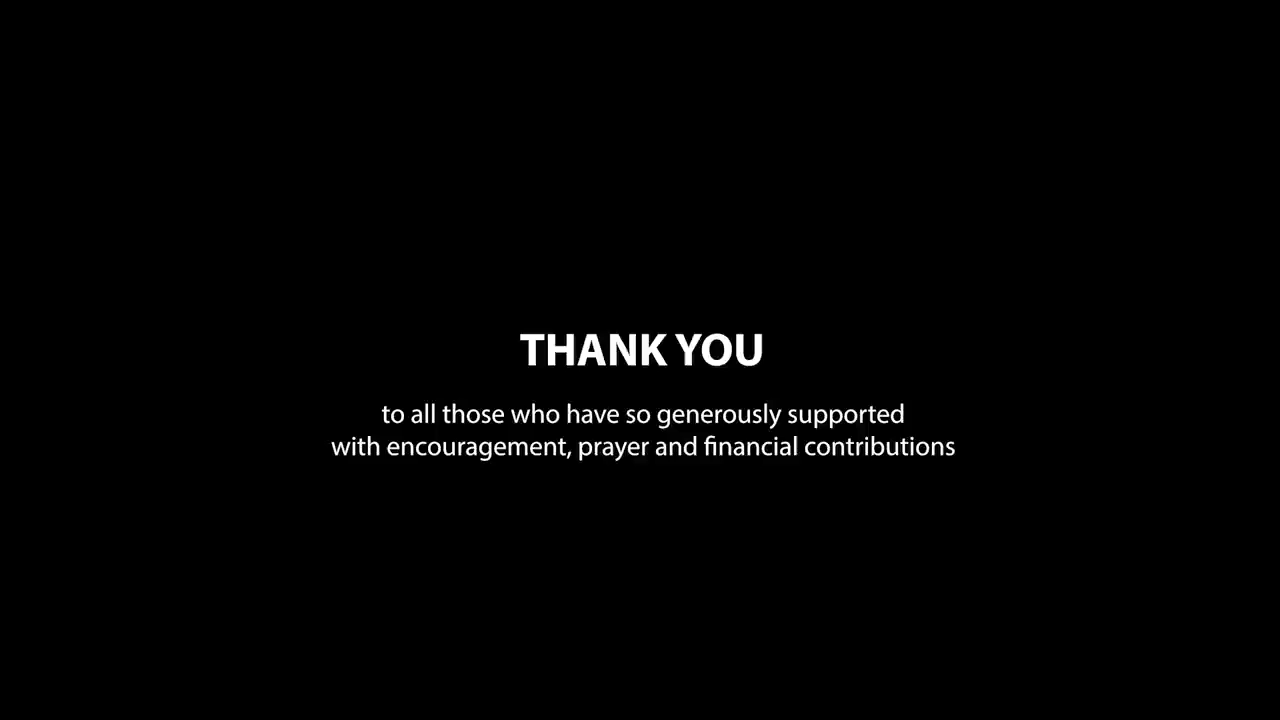 THANK YOU
to all those who have so generously supported
with encouragement, prayer and financial contributions